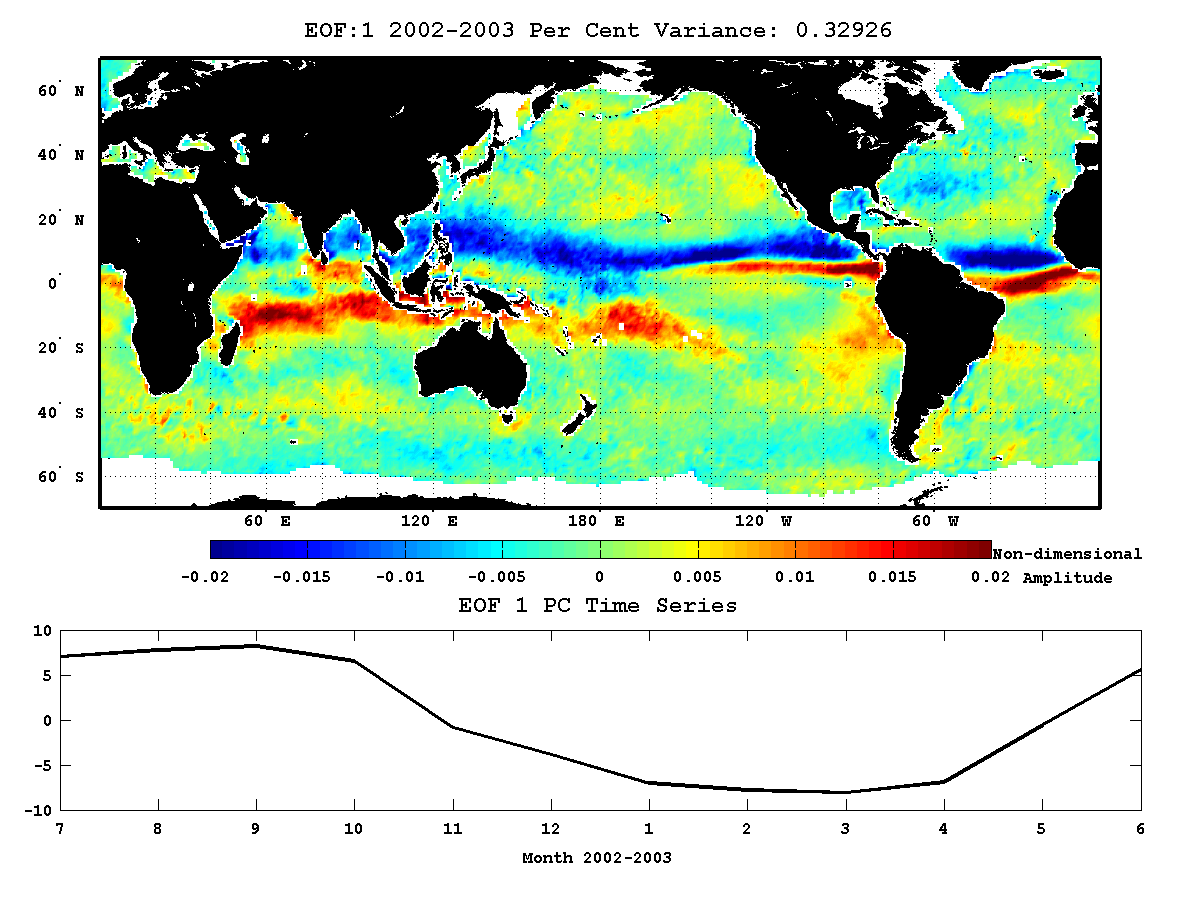 EOF:1 2002-2003 Per Cent Variance: 0.32926
60° N
40° N
20° N
0°
20° S
40° S
60° S
60 E 120 E 180 E 120 W 60 W
Non-dimensional
-0.02 -0.015 -0.01 -0.005 0 0.005 0.01 0.015 0.02 Amplitude
EOF 1 PC Time Series
10
5
0
-5
-10
7 8 9 10 11 12 1 2 3 4 5 6
Month 2002-2003